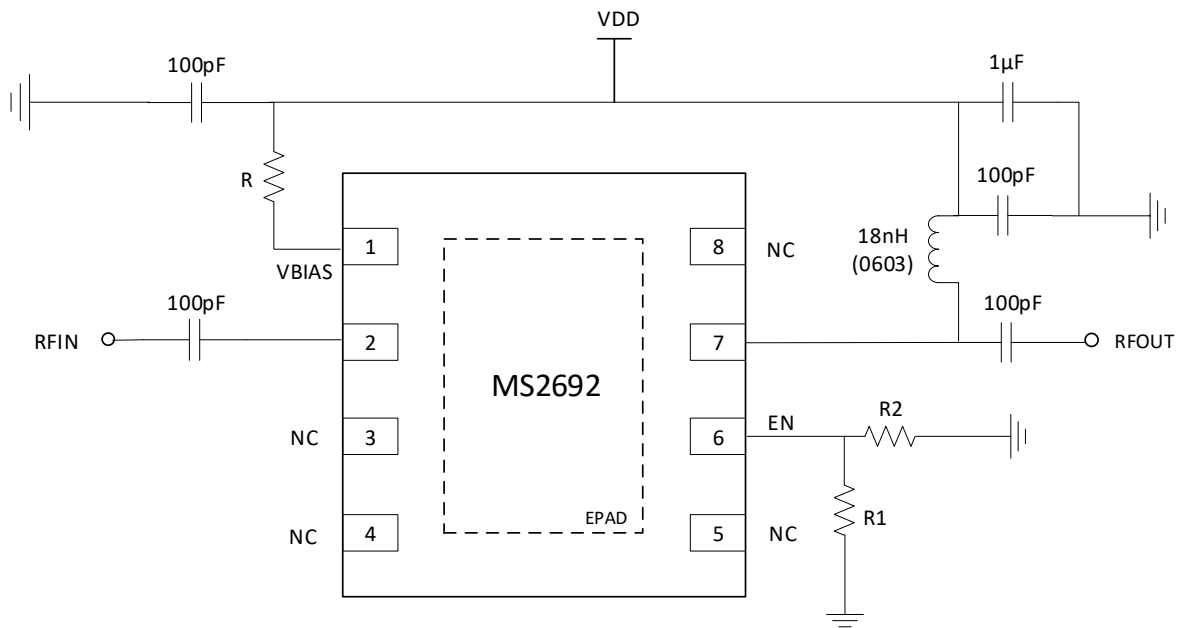 VDD
100pF
1µF
R
100pF
18nH
(0603)
1
VBIAS
8
NC
100pF
100pF
RFIN
2
7
RFOUT
MS2692
R2
NC
3
6
EN
R1
NC
4
EPAD
5
NC